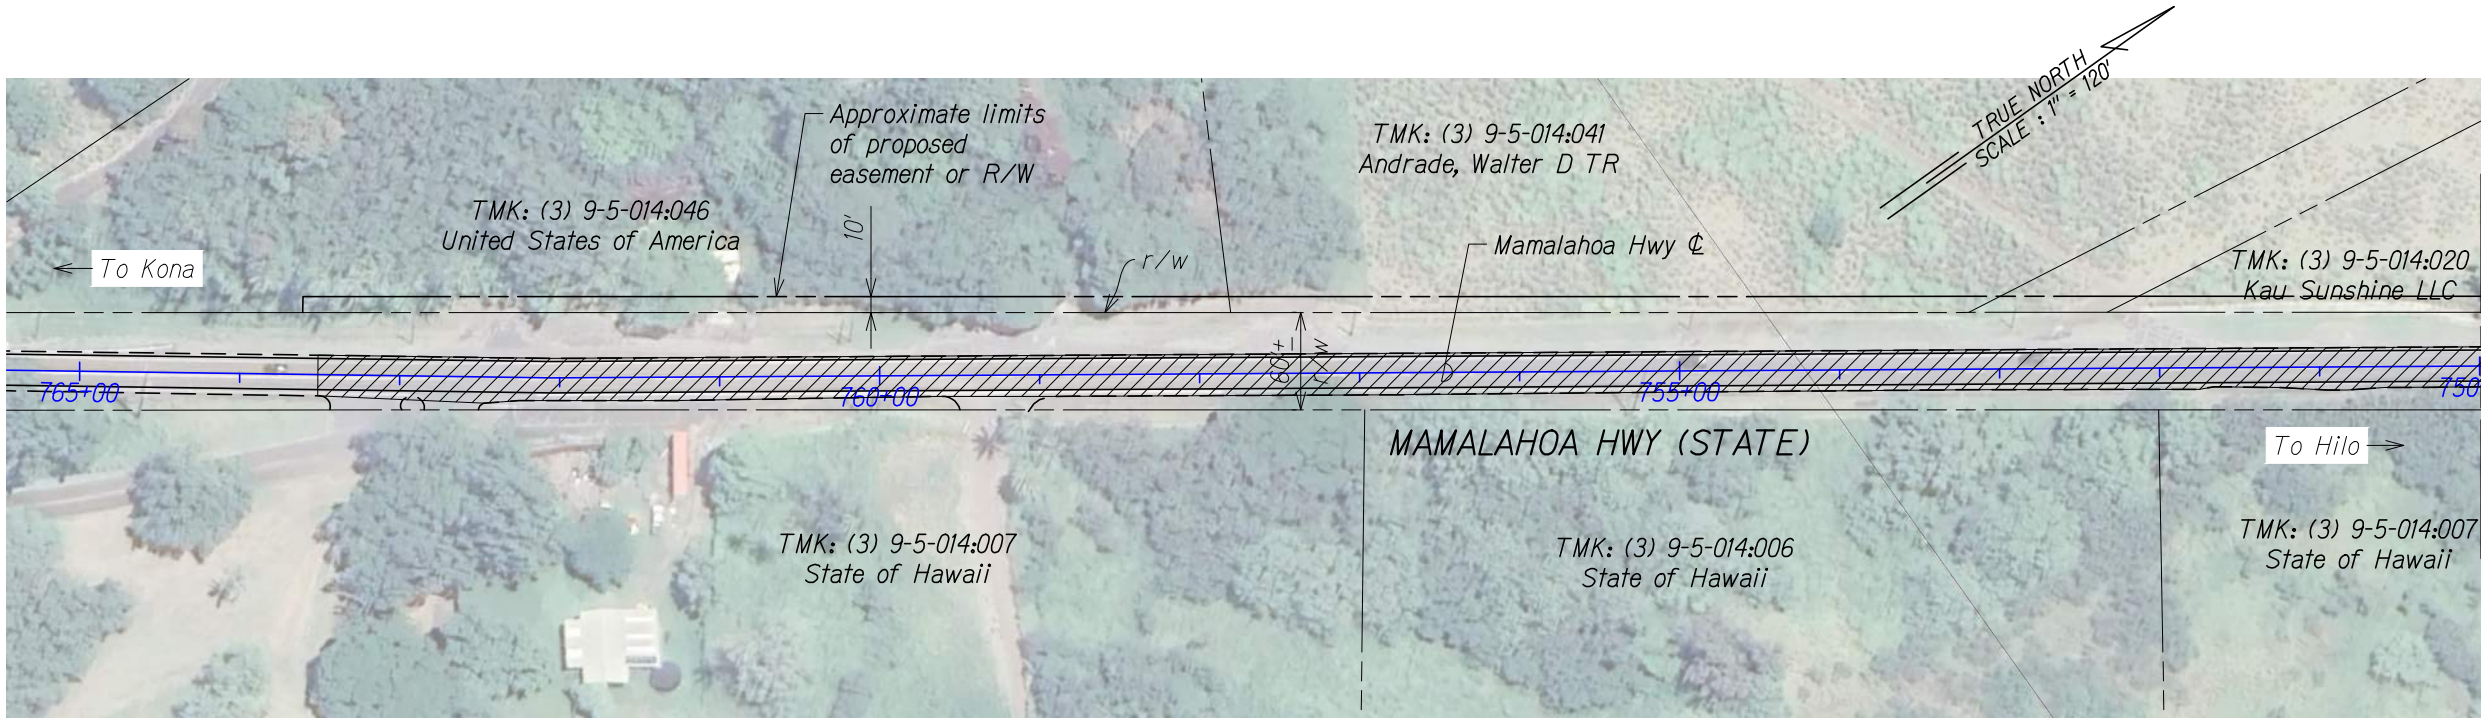 TRUE NORTH
SCALE : 1" = 120'
Approximate limits
of proposed
easement or R/W
TMK: (3) 9-5-014:041
Andrade, Walter D TR
TMK: (3) 9-5-014:046
United States of America
10'
To Kona
r/w
Mamalahoa Hwy ℄
TMK: (3) 9-5-014:020
Kau Sunshine LLC
60'±
r/w
765+00
760+00
755+00
750
MAMALAHOA HWY (STATE)
To Hilo
TMK: (3) 9-5-014:007
State of Hawaii
TMK: (3) 9-5-014:006
State of Hawaii
TMK: (3) 9-5-014:007
State of Hawaii